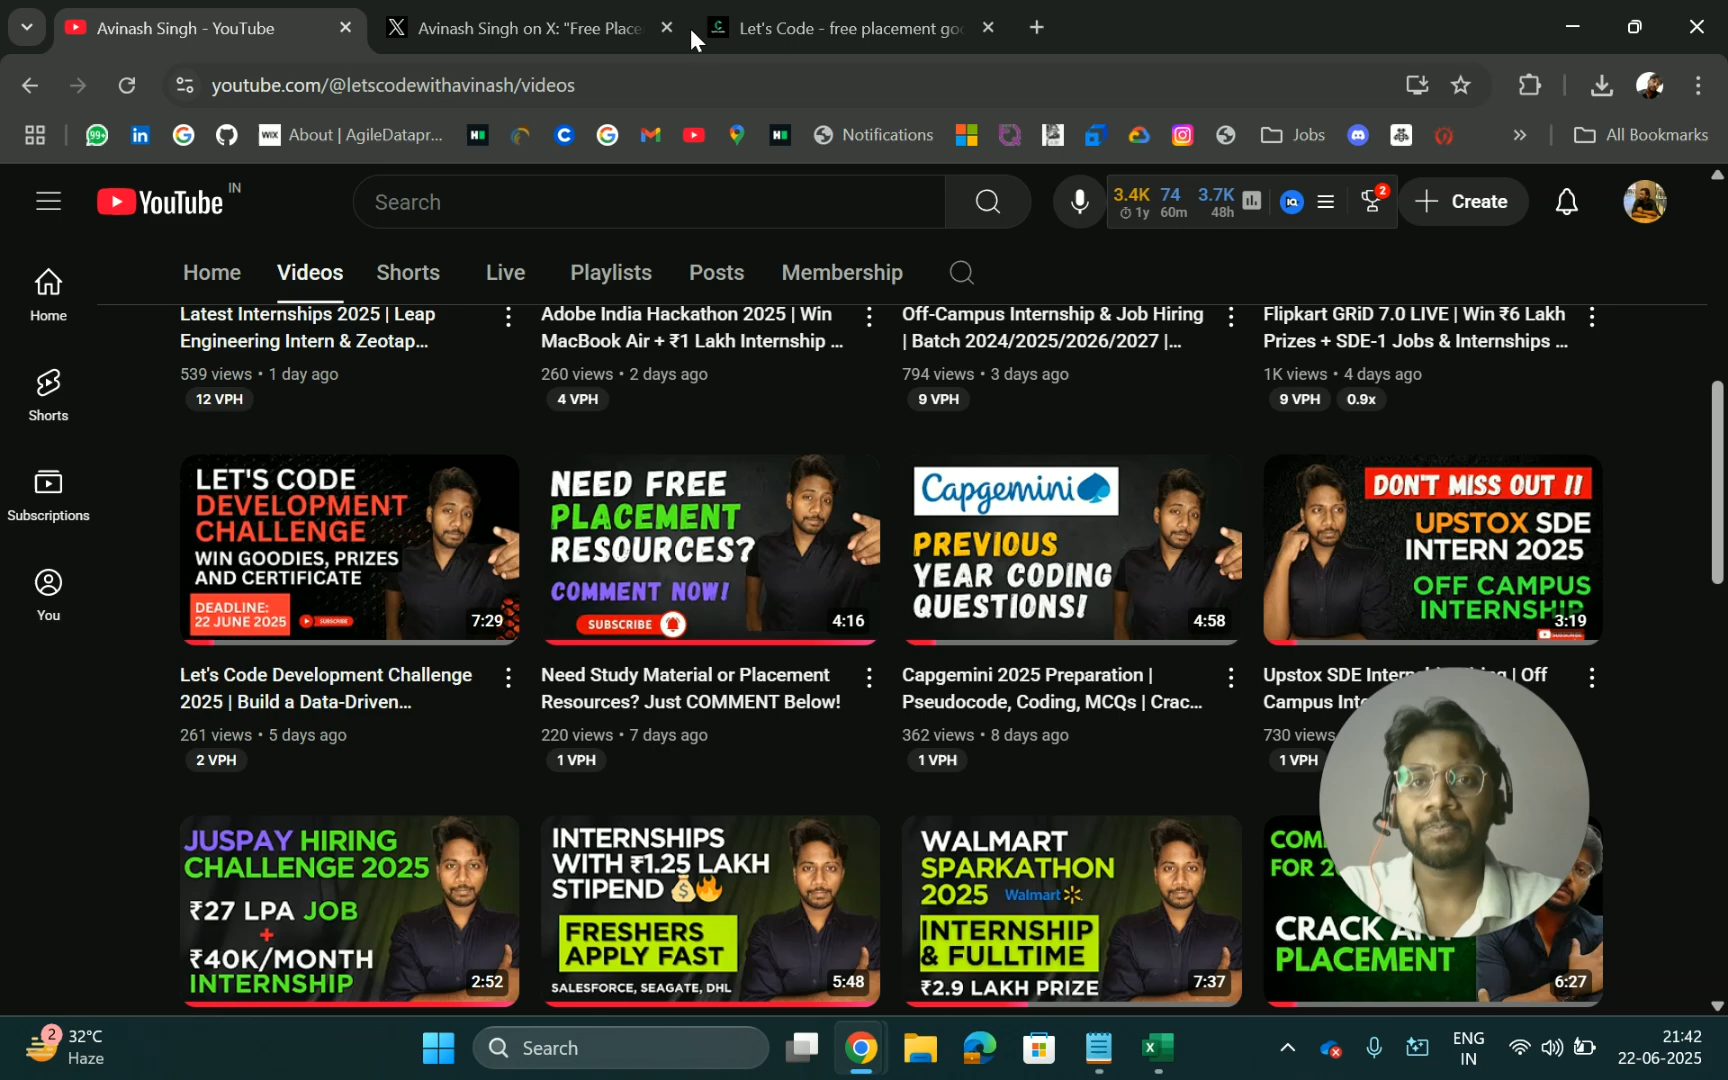 Avinash Singh - YouTube
Avinash Singh on X: "Free Place
Let's Code - free placement goo
youtube.com/@letscodewithavinash/videos
99+
WIX About | AgileDatapr...
Notifications
Jobs
All Bookmarks
YouTube IN
Search
3.4K 74 3.7K
1y 60m 48h
2
Create
Home
Videos
Shorts
Live
Playlists
Posts
Membership
Home
Shorts
Subscriptions
You
Latest Internships 2025 | Leap
Engineering Intern & Zeotap...
539 views • 1 day ago
12 VPH
Adobe India Hackathon 2025 | Win
MacBook Air + ₹1 Lakh Internship ...
260 views • 2 days ago
4 VPH
Off-Campus Internship & Job Hiring
| Batch 2024/2025/2026/2027 |...
794 views • 3 days ago
9 VPH
Flipkart GRiD 7.0 LIVE | Win ₹6 Lakh
Prizes + SDE-1 Jobs & Internships ...
1K views • 4 days ago
9 VPH 0.9x
LET'S CODE
DEVELOPMENT
CHALLENGE
WIN GOODIES, PRIZES
AND CERTIFICATE
DEADLINE:
22 JUNE 2025
SUBSCRIBE
7:29
Let's Code Development Challenge
2025 | Build a Data-Driven...
261 views • 5 days ago
2 VPH
NEED FREE
PLACEMENT
RESOURCES?
COMMENT NOW!
SUBSCRIBE
4:16
Need Study Material or Placement
Resources? Just COMMENT Below!
220 views • 7 days ago
1 VPH
Capgemini
PREVIOUS
YEAR CODING
QUESTIONS!
4:58
Capgemini 2025 Preparation |
Pseudocode, Coding, MCQs | Crac...
362 views • 8 days ago
1 VPH
DON'T MISS OUT !!
UPSTOX SDE
INTERN 2025
OFF CAMPUS
INTERNSHIP
3:19
Upstox SDE | Off
Campus
730 views
1 VPH
JUSPAY HIRING
CHALLENGE 2025
₹27 LPA JOB
+
₹40K/MONTH
INTERNSHIP
2:52
INTERNSHIPS
WITH ₹1.25 LAKH
STIPEND
FRESHERS
APPLY FAST
SALESFORCE, SEAGATE, DHL
5:48
WALMART
SPARKATHON
2025 Walmart
INTERNSHIP
& FULLTIME
₹2.9 LAKH PRIZE
7:37
FOR
CRACK
PLACEMENT
6:27
2
32°C
Haze
Search
ENG
IN
21:42
22-06-2025